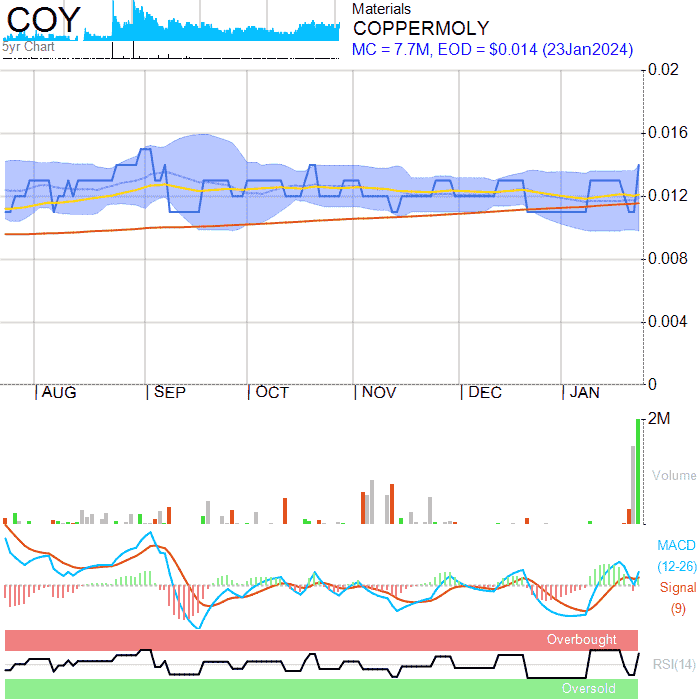 COY
5yr Chart
Materials
COPPERMOLY
MC = 7.7M, EOD = $0.014 (23Jan2024)
0.02
0.016
0.012
0.008
0.004
0
AUG
SEP
OCT
NOV
DEC
JAN
2M
Volume
MACD
(12-26)
Signal
(9)
Overbought
RSI(14)
Oversold